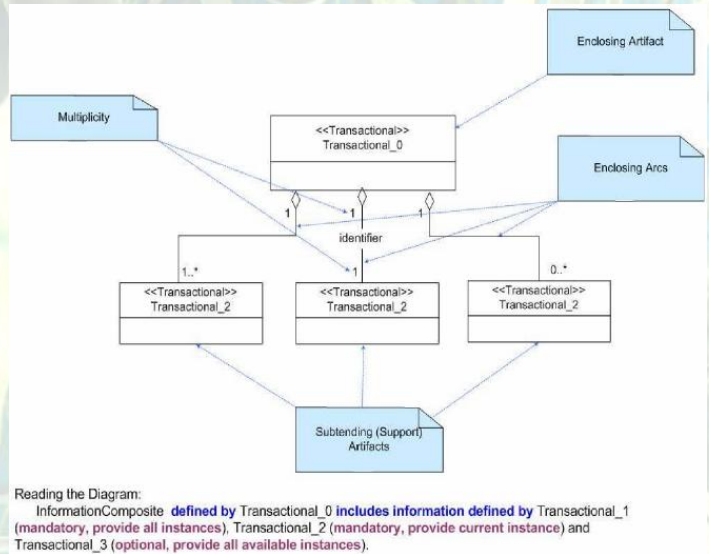 Enclosing Artifact
Multiplicity
<<Transactional>>
Transactional_0
Enclosing Arcs
1
1
1
identifier
1..*
1
0..*
<<Transactional>>
Transactional_2
<<Transactional>>
Transactional_2
<<Transactional>>
Transactional_2
Subtending (Support)
Artifacts
Reading the Diagram:
InformationComposite defined by Transactional_0 includes information defined by Transactional_1
(mandatory, provide all instances), Transactional_2 (mandatory, provide current instance) and
Transactional_3 (optional, provide all available instances).